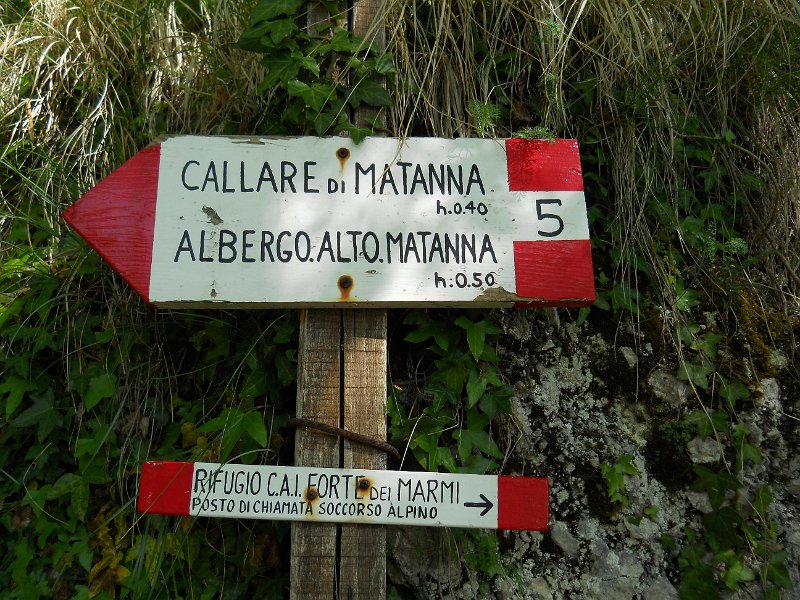 CALLARE DI MATANNA
h.0.40
5
ALBERGO.ALTO.MATANNA
h:0.50
RIFUGIO C.A.I FORTE DEI MARMI
POSTO DI CHIAMATA SOCCORSO ALPINO